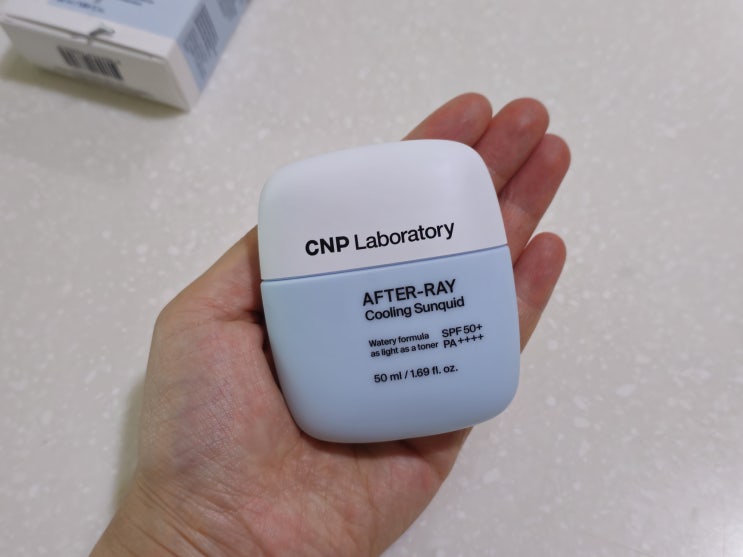 CNP Laboratory
AFTER-RAY
Cooling Sunquid
Watery formula
as light as a toner
SPF 50+
PA++++
50 ml / 1.69 fl. oz.